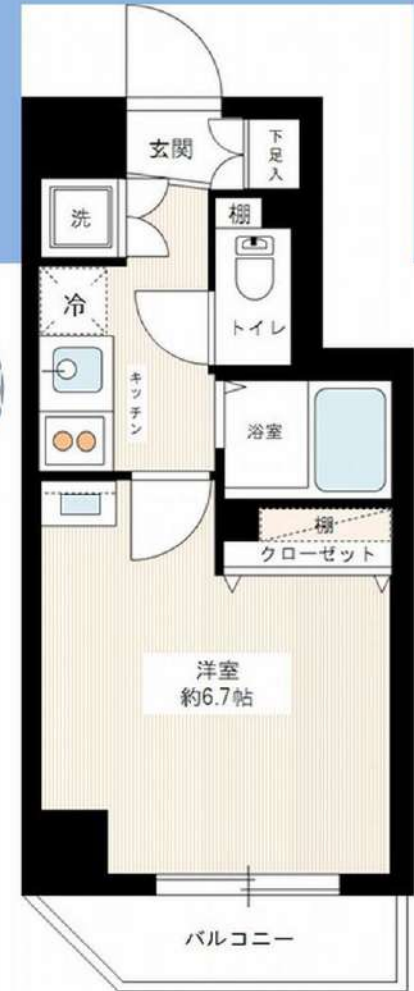 玄関
下足入
洗
棚
冷
トイレ
キッチン
浴室
棚
クローゼット
洋室
約6.7帖
バルコニー